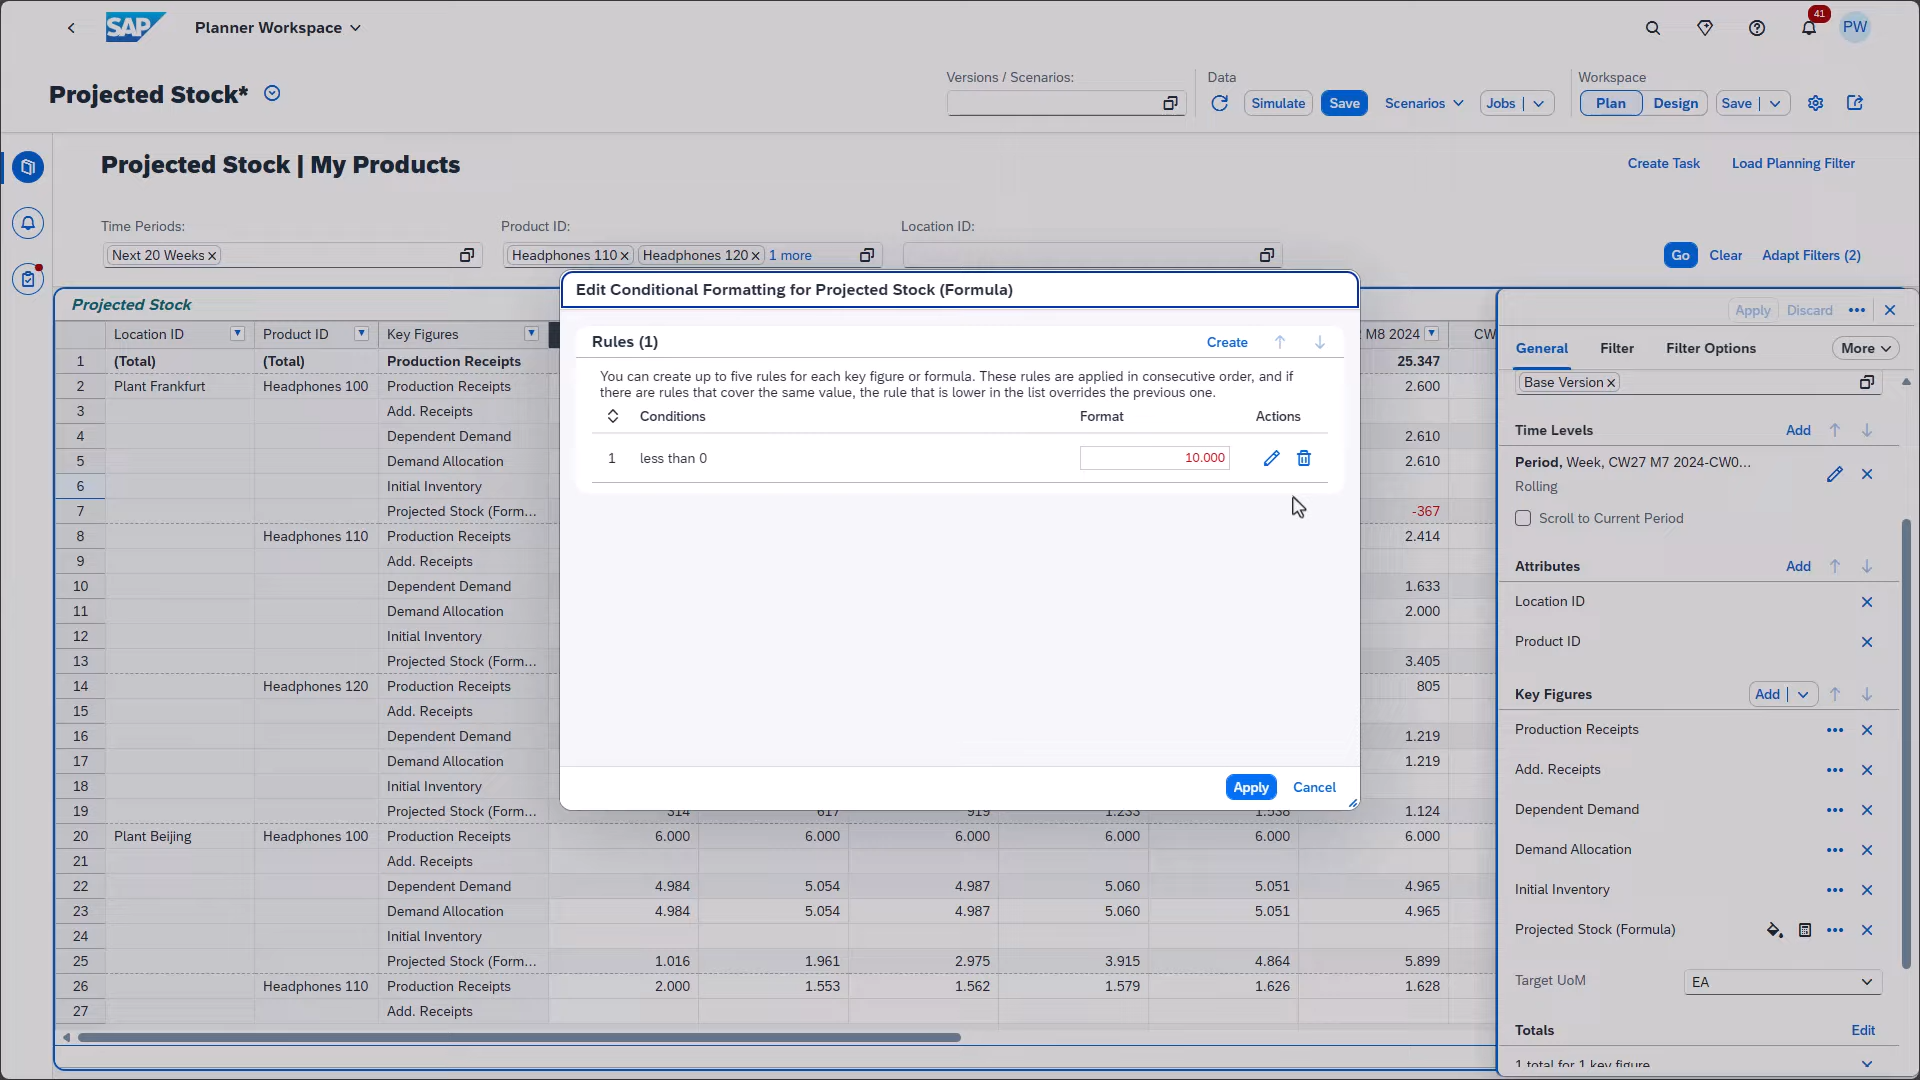 SAP
Planner Workspace
41
PW
Projected Stock*
Versions / Scenarios:
Data
Simulate
Save
Scenarios
Jobs
Workspace
Plan
Design
Save
Projected Stock | My Products
Create Task
Load Planning Filter
Time Periods:
Product ID:
Location ID:
Next 20 Weeks
Headphones 110
Headphones 120
1 more
Go
Clear
Adapt Filters (2)
Projected Stock
Location ID Product ID Key Figures M8 2024 CW
1 (Total) (Total) Production Receipts 25.347
2 Plant Frankfurt Headphones 100 Production Receipts 2.600
3 Add. Receipts
4 Dependent Demand 2.610
5 Demand Allocation 2.610
6 Initial Inventory
7 Projected Stock (Form... -367
8 Headphones 110 Production Receipts 2.414
9 Add. Receipts
10 Dependent Demand 1.633
11 Demand Allocation 2.000
12 Initial Inventory
13 Projected Stock (Form... 3.405
14 Headphones 120 Production Receipts 805
15 Add. Receipts
16 Dependent Demand 1.219
17 Demand Allocation 1.219
18 Initial Inventory
19 Projected Stock (Form... 314 617 919 1.233 1.538 1.124
20 Plant Beijing Headphones 100 Production Receipts 6.000 6.000 6.000 6.000 6.000 6.000
21 Add. Receipts
22 Dependent Demand 4.984 5.054 4.987 5.060 5.051 4.965
23 Demand Allocation 4.984 5.054 4.987 5.060 5.051 4.965
24 Initial Inventory
25 Projected Stock (Form... 1.016 1.961 2.975 3.915 4.864 5.899
26 Headphones 110 Production Receipts 2.000 1.553 1.562 1.579 1.626 1.628
27 Add. Receipts
Edit Conditional Formatting for Projected Stock (Formula)
Rules (1)
Create
You can create up to five rules for each key figure or formula. These rules are applied in consecutive order, and if
there are rules that cover the same value, the rule that is lower in the list overrides the previous one.
Conditions Format Actions
1 less than 0 10.000
Apply
Cancel
Apply
Discard
General
Filter
Filter Options
More
Base Version
Time Levels
Add
Period, Week, CW27 M7 2024-CW0...
Rolling
Scroll to Current Period
Attributes
Add
Location ID
Product ID
Key Figures
Add
Production Receipts
Add. Receipts
Dependent Demand
Demand Allocation
Initial Inventory
Projected Stock (Formula)
Target UoM
EA
Totals
Edit
1 total for 1 key figure